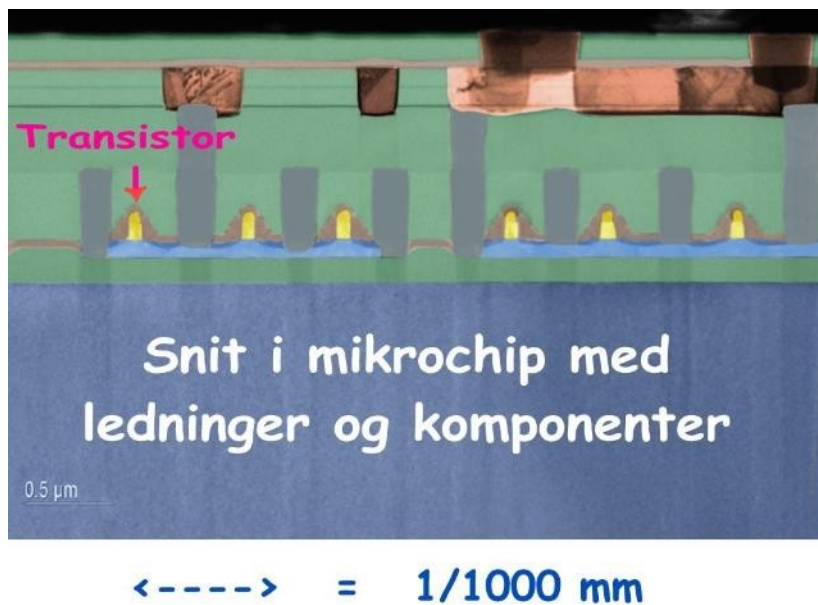 Transistor
Snit i mikrochip med
ledninger og komponenter
0.5 µm
<----> = 1/1000 mm